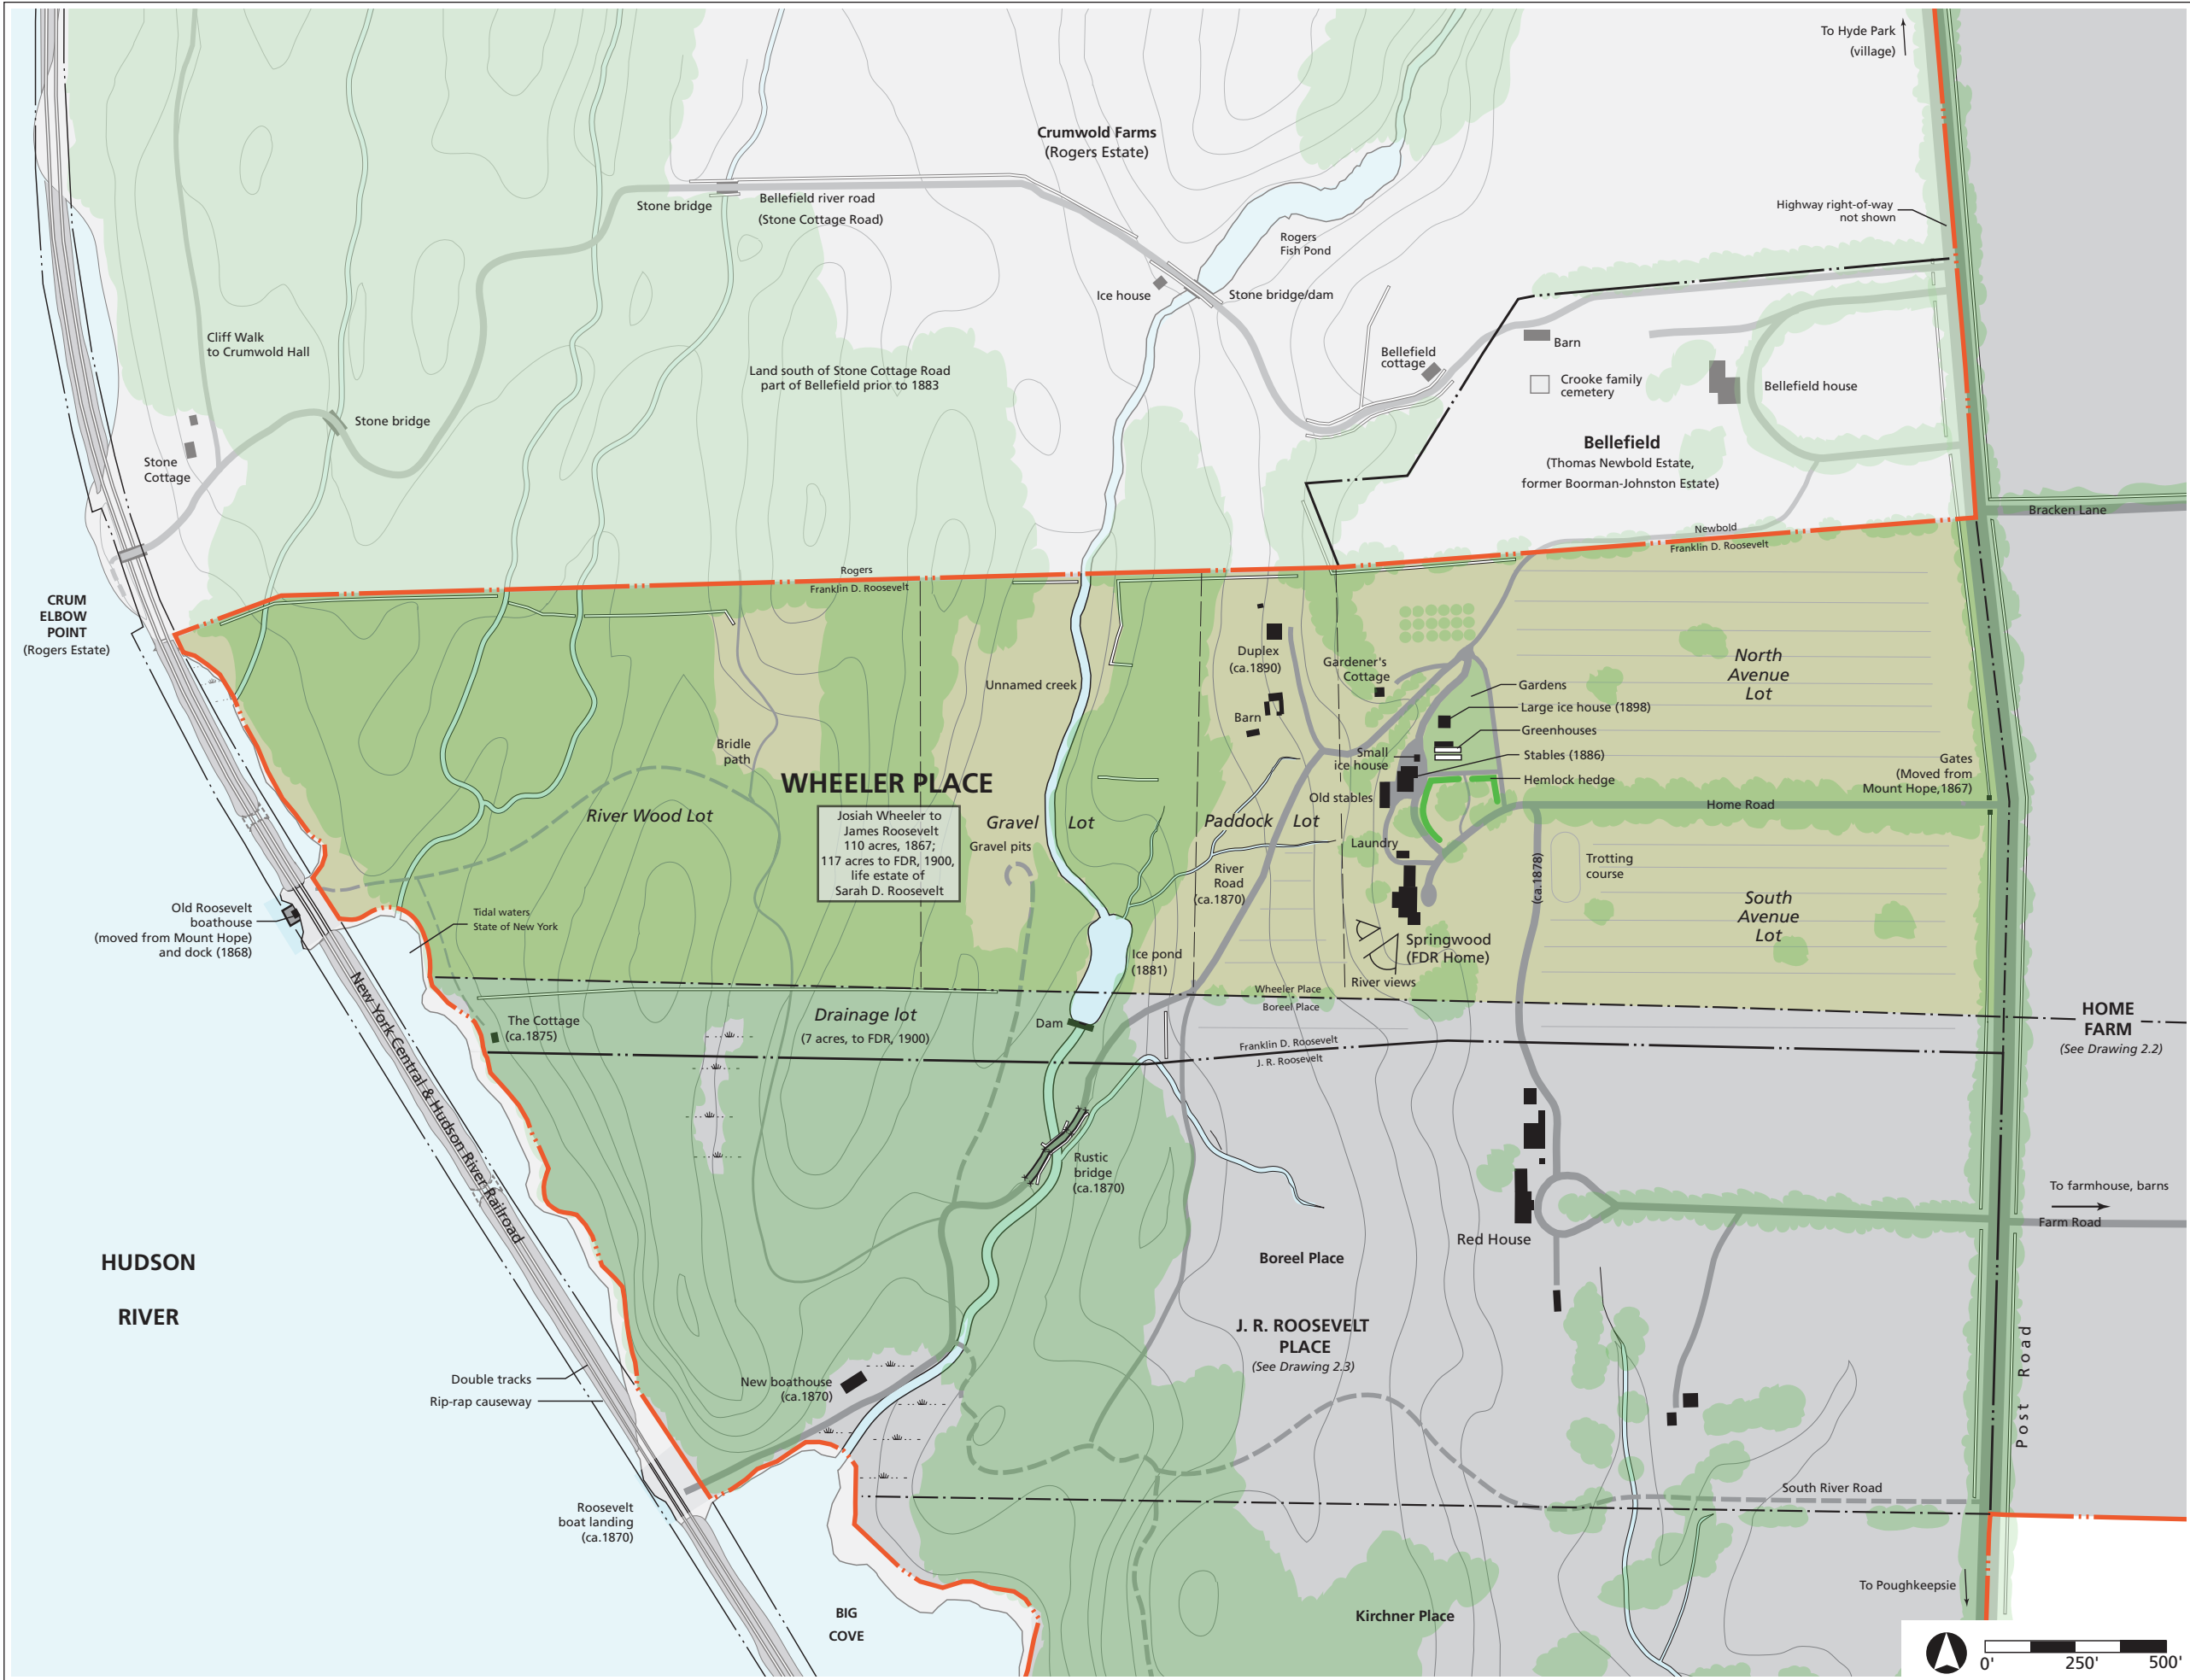 To Hyde Park
(village)
Crumwold Farms
(Rogers Estate)
Stone bridge
Bellefield river road
(Stone Cottage Road)
Highway right-of-way
not shown
Rogers
Fish Pond
Ice house
Stone bridge/dam
Cliff Walk
to Crumwold Hall
Barn
Bellefield
cottage
Land south of Stone Cottage Road
part of Bellefield prior to 1883
Crooke family
cemetery
Bellefield house
Stone bridge
Bellefield
(Thomas Newbold Estate,
former Boorman-Johnston Estate)
Stone
Cottage
Bracken Lane
Newbold
Franklin D. Roosevelt
Rogers
Franklin D. Roosevelt
CRUM
ELBOW
POINT
(Rogers Estate)
Duplex
(ca.1890)
Gardener's
Cottage
North
Avenue
Lot
Unnamed creek
Gardens
Large ice house (1898)
Barn
Greenhouses
Bridle
path
Small
ice house
Stables (1886)
Gates
(Moved from
Mount Hope,1867)
Hemlock hedge
WHEELER PLACE
Old stables
Home Road
River Wood Lot
Josiah Wheeler to
James Roosevelt
110 acres, 1867;
117 acres to FDR, 1900,
life estate of
Sarah D. Roosevelt
Gravel Lot
Paddock Lot
Gravel pits
Laundry
River
Road
(ca.1870)
(ca.1878)
Trotting
course
South
Avenue
Lot
Old Roosevelt
boathouse
(moved from Mount Hope)
and dock (1868)
Tidal waters
State of New York
Springwood
(FDR Home)
Ice pond
(1881)
River views
Wheeler Place
Boreel Place
New York Central & Hudson River Railroad
The Cottage
(ca.1875)
Drainage lot
(7 acres, to FDR, 1900)
Dam
HOME
FARM
(See Drawing 2.2)
Franklin D. Roosevelt
J. R. Roosevelt
Rustic
bridge
(ca.1870)
To farmhouse, barns
Farm Road
Red House
HUDSON
RIVER
Boreel Place
J. R. ROOSEVELT
PLACE
(See Drawing 2.3)
Double tracks
Rip-rap causeway
New boathouse
(ca.1870)
Post Road
South River Road
Roosevelt
boat landing
(ca.1870)
To Poughkeepsie
BIG
COVE
Kirchner Place
0' 250' 500'